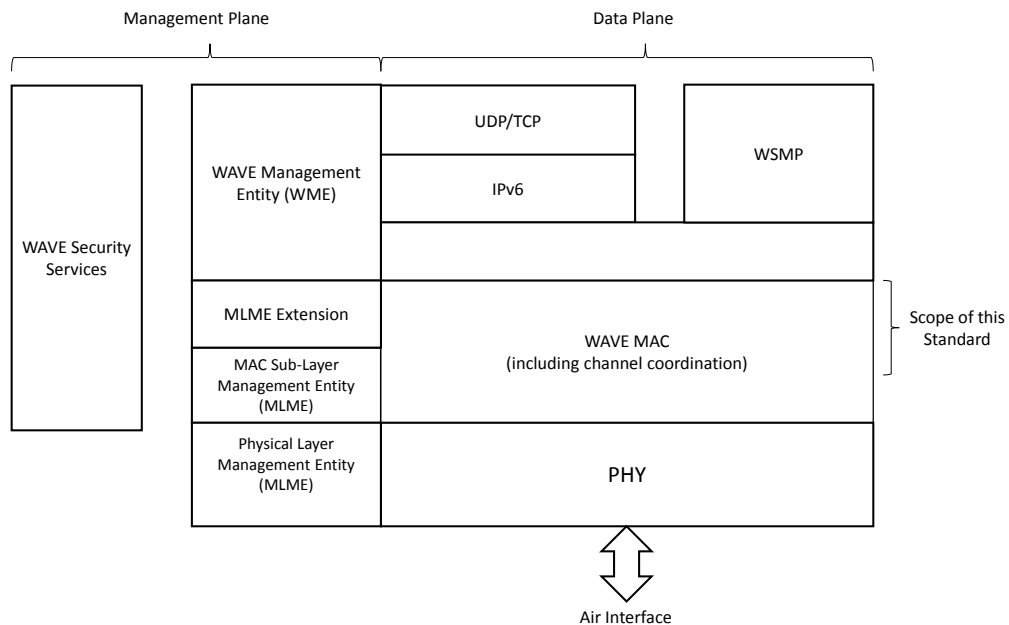 Management Plane
Data Plane
WAVE Security
Services
WAVE Management
Entity (WME)
UDP/TCP
IPv6
WSMP
MLME Extension
MAC Sub-Layer
Management Entity
(MLME)
WAVE MAC
(including channel coordination)
Scope of this
Standard
Physical Layer
Management Entity
(MLME)
PHY
Air Interface